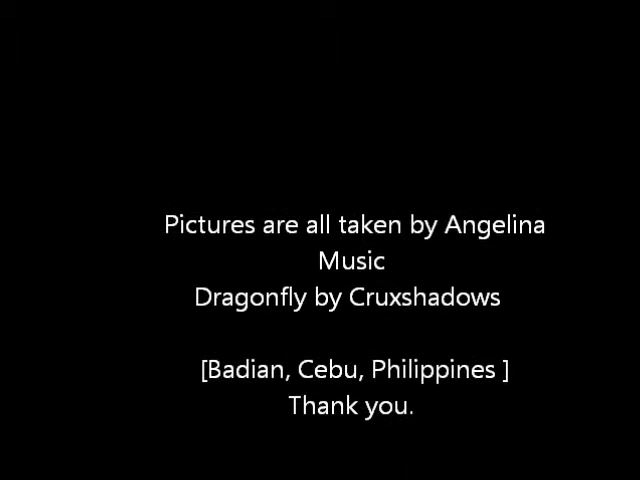 Pictures are all taken by Angelina
Music
Dragonfly by Cruxshadows
[Badian, Cebu, Philippines ]
Thank you.